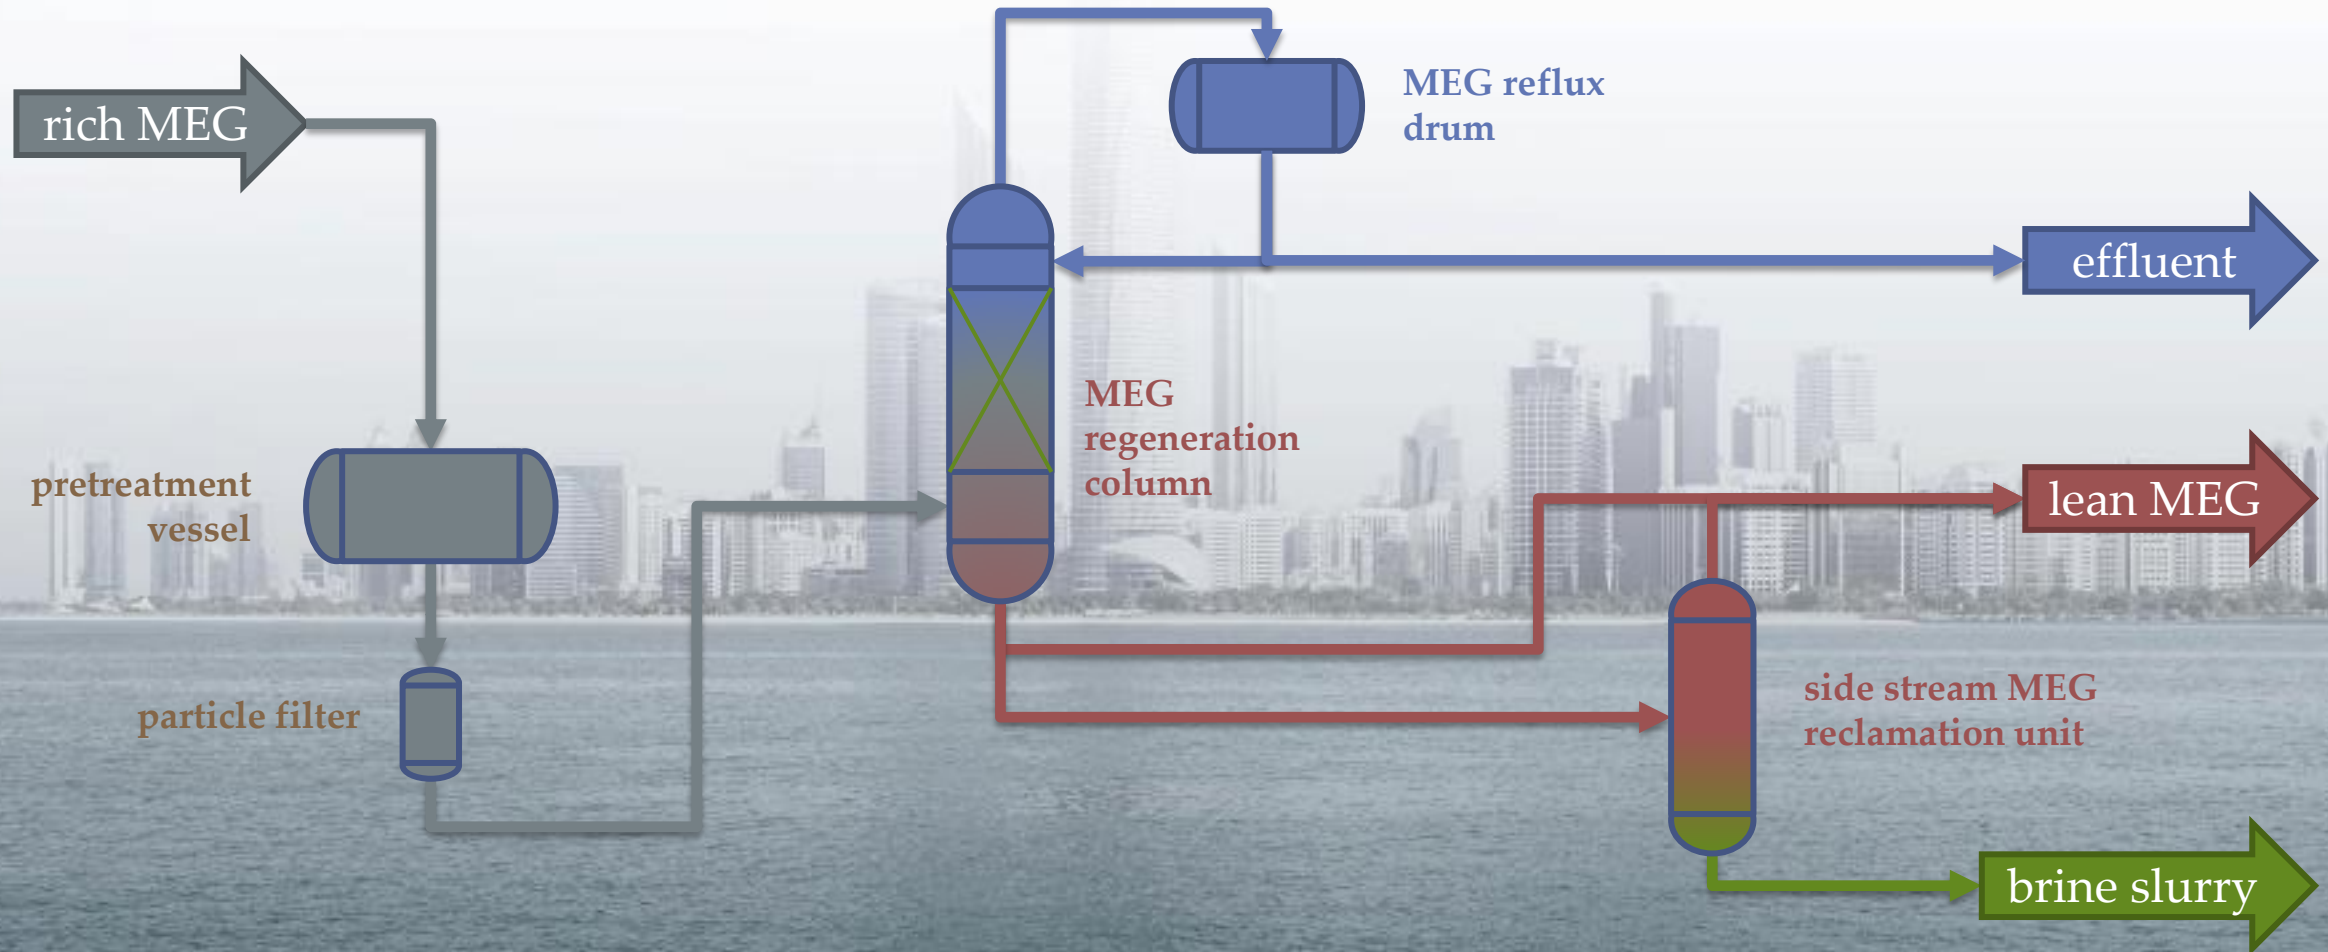 rich MEG
MEG reflux
drum
effluent
MEG
regeneration
column
pretreatment
vessel
lean MEG
particle filter
side stream MEG
reclamation unit
brine slurry